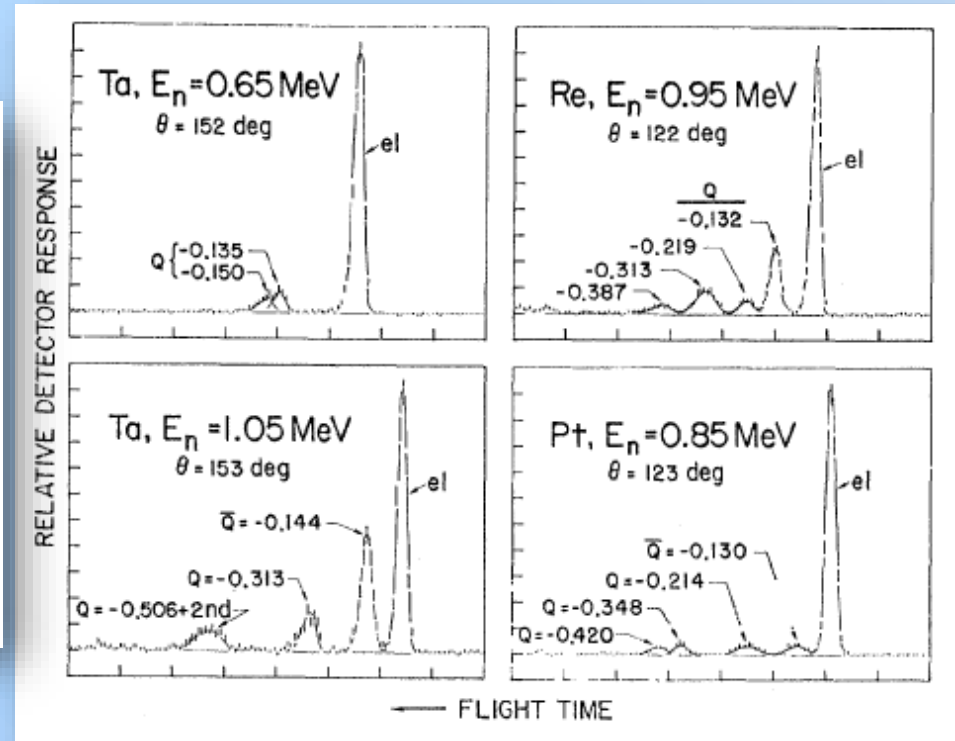 RELATIVE DETECTOR RESPONSE
Ta, Eₙ=0.65 MeV
θ = 152 deg
el
Q {-0.135
-0.150
Re, Eₙ=0.95 MeV
θ = 122 deg
el
Q
-0.132
-0.219
-0.313
-0.387
Ta, Eₙ=1.05 MeV
θ = 153 deg
el
Q̅ = -0.144
Q = -0.313
Q = -0.506+2nd
Pt, Eₙ=0.85 MeV
θ = 123 deg
el
Q̅ = -0.130
Q = -0.214
Q = -0.348
Q = -0.420
← FLIGHT TIME